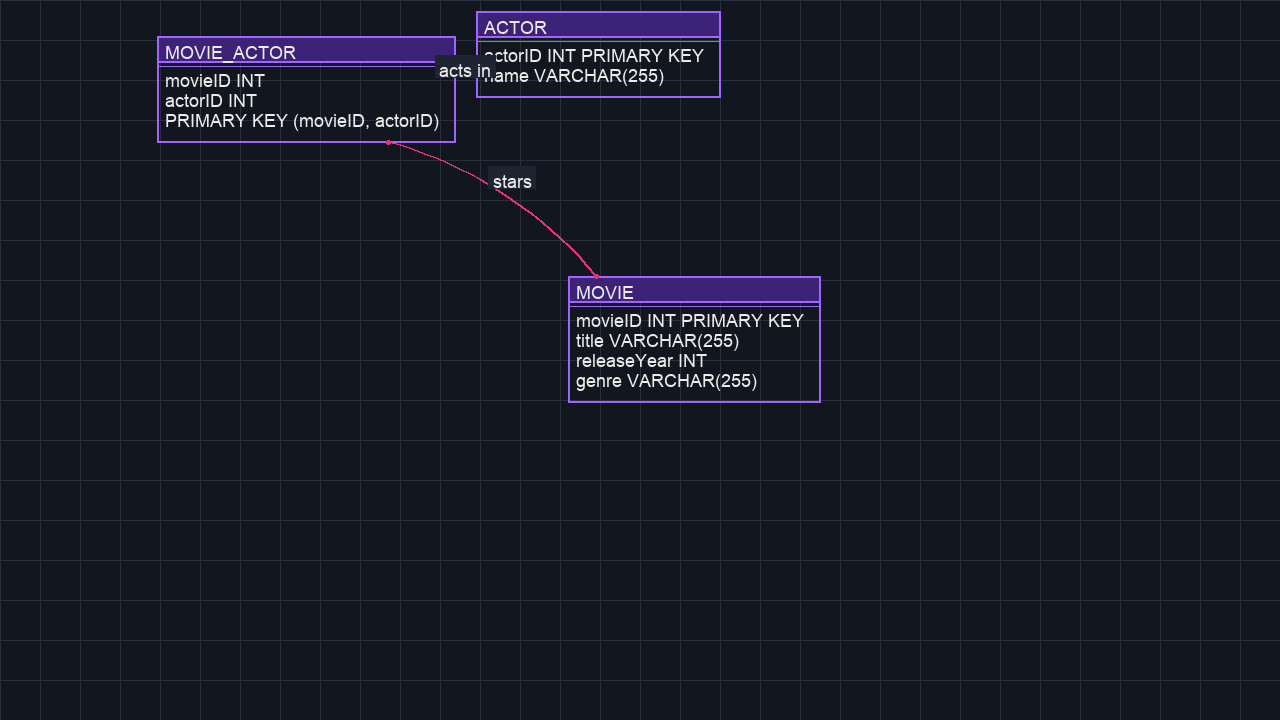 MOVIE_ACTOR
movieID INT
actorID INT
PRIMARY KEY (movieID, actorID)
acts in
ACTOR
actorID INT PRIMARY KEY
name VARCHAR(255)
stars
MOVIE
movieID INT PRIMARY KEY
title VARCHAR(255)
releaseYear INT
genre VARCHAR(255)